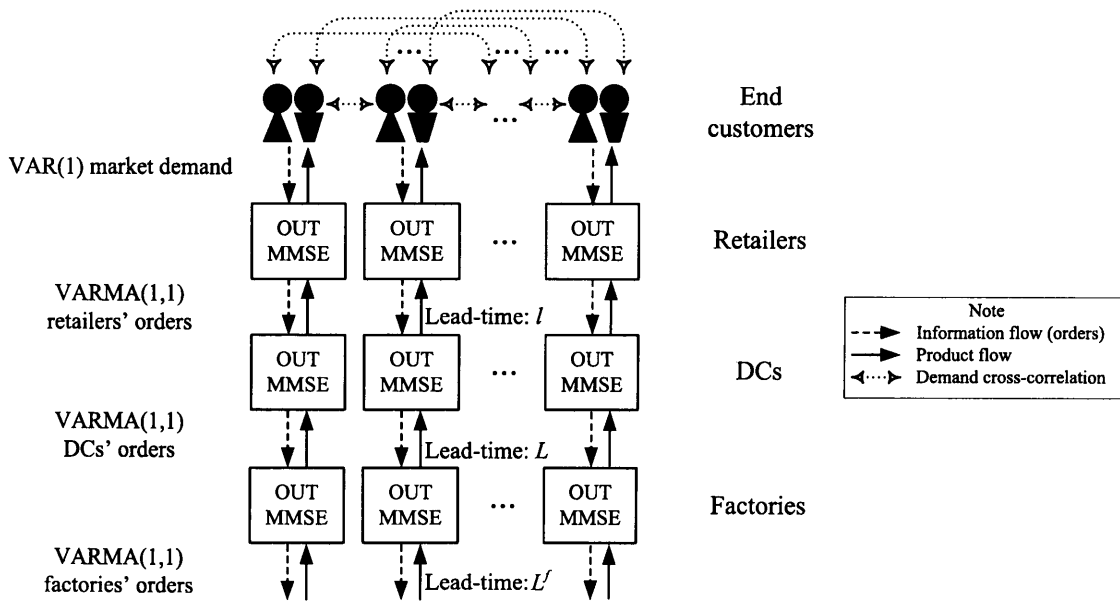 ... ... ...
End
customers
...
VAR(1) market demand
OUT
MMSE
OUT
MMSE
...
OUT
MMSE
Retailers
VARMA(1,1)
retailers' orders
Lead-time: l
Note
Information flow (orders)
Product flow
Demand cross-correlation
OUT
MMSE
OUT
MMSE
...
OUT
MMSE
DCs
VARMA(1,1)
DCs' orders
Lead-time: L
OUT
MMSE
OUT
MMSE
...
OUT
MMSE
Factories
VARMA(1,1)
factories' orders
Lead-time: L^f